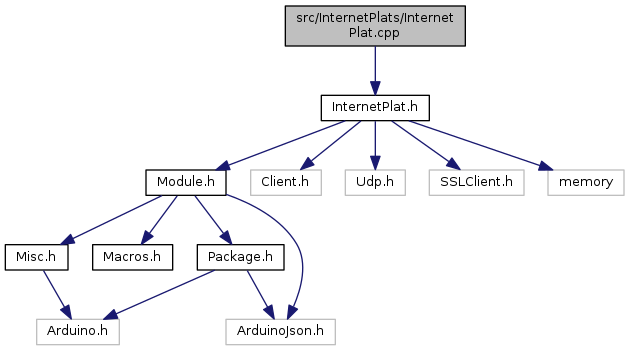 src/InternetPlats/Internet
Plat.cpp
InternetPlat.h
Module.h
Client.h
Udp.h
SSLClient.h
memory
Misc.h
Macros.h
Package.h
Arduino.h
ArduinoJson.h